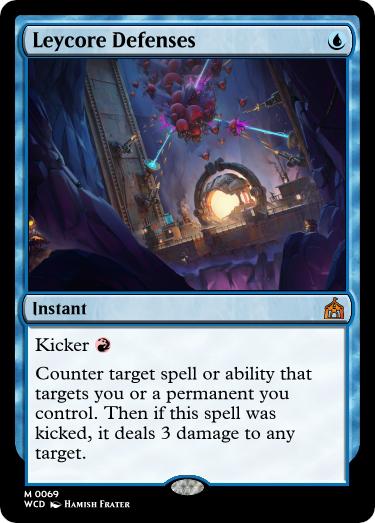 Leycore Defenses
Instant
Kicker
Counter target spell or ability that
targets you or a permanent you
control. Then if this spell was
kicked, it deals 3 damage to any
target.
M 0069
WCD HAMISH FRATER